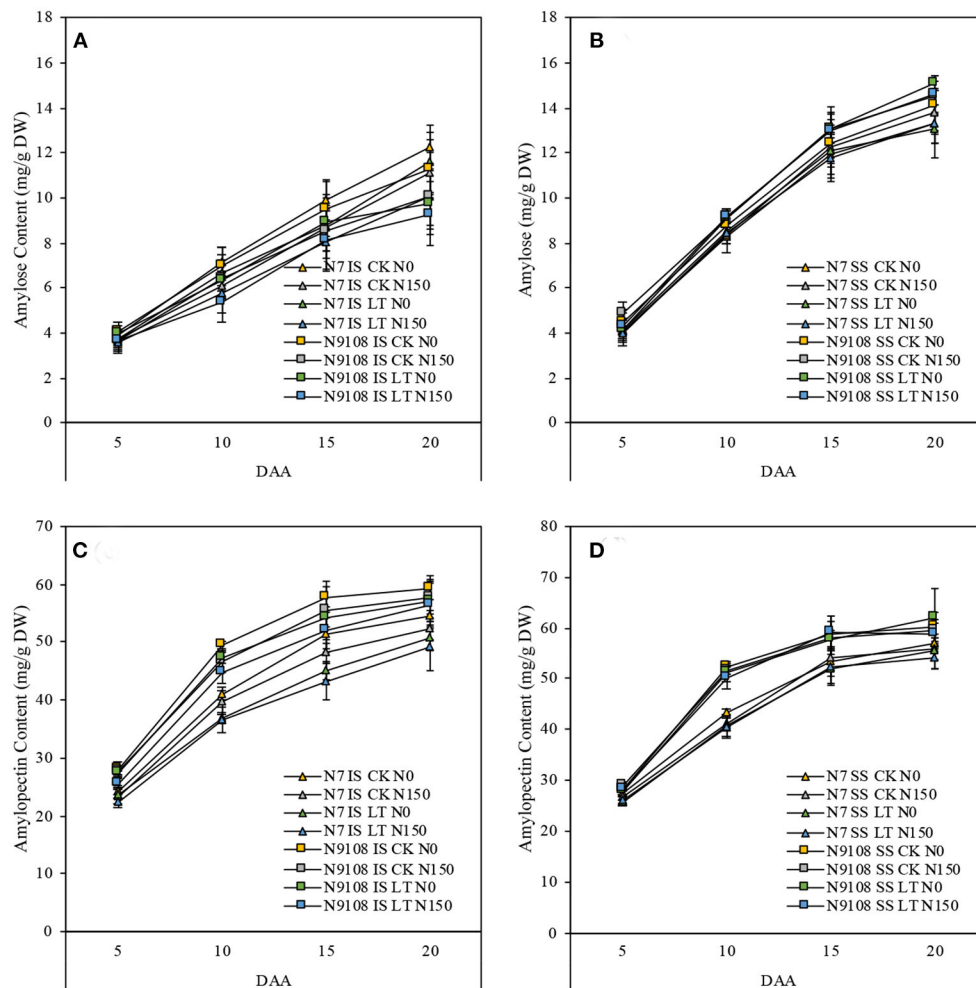 A
Amylose Content (mg/g DW)
18
16
14
12
10
8
6
4
2
0
N7 IS CK N0
N7 IS CK N150
N7 IS LT N0
N7 IS LT N150
N9108 IS CK N0
N9108 IS CK N150
N9108 IS LT N0
N9108 IS LT N150
5 10 15 20
DAA
B
Amylose (mg/g DW)
18
16
14
12
10
8
6
4
2
0
N7 SS CK N0
N7 SS CK N150
N7 SS LT N0
N7 SS LT N150
N9108 SS CK N0
N9108 SS CK N150
N9108 SS LT N0
N9108 SS LT N150
5 10 15 20
DAA
C
Amylopectin Content (mg/g DW)
70
60
50
40
30
20
10
0
N7 IS CK N0
N7 IS CK N150
N7 IS LT N0
N7 IS LT N150
N9108 IS CK N0
N9108 IS CK N150
N9108 IS LT N0
N9108 IS LT N150
5 10 15 20
DAA
D
Amylopectin Content (mg/g DW)
80
70
60
50
40
30
20
10
0
N7 SS CK N0
N7 SS CK N150
N7 SS LT N0
N7 SS LT N150
N9108 SS CK N0
N9108 SS CK N150
N9108 SS LT N0
N9108 SS LT N150
5 10 15 20
DAA